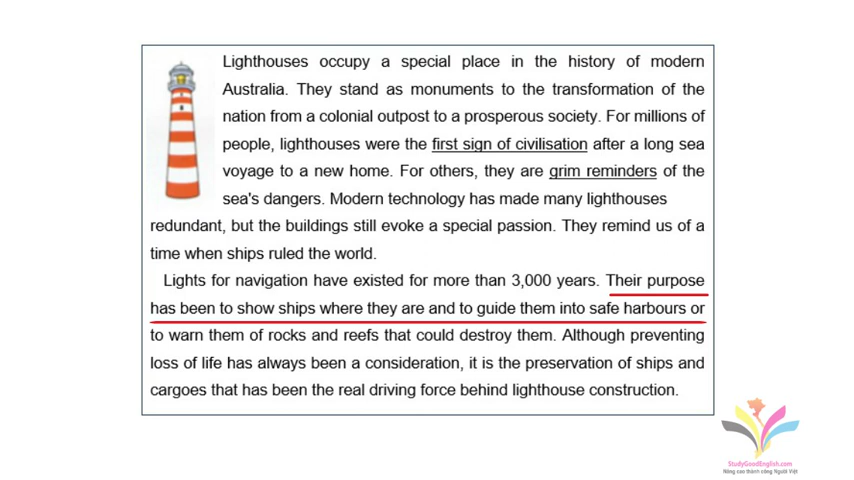 Lighthouses occupy a special place in the history of modern
Australia. They stand as monuments to the transformation of the
nation from a colonial outpost to a prosperous society. For millions of
people, lighthouses were the first sign of civilisation after a long sea
voyage to a new home. For others, they are grim reminders of the
sea's dangers. Modern technology has made many lighthouses
redundant, but the buildings still evoke a special passion. They remind us of a
time when ships ruled the world.
Lights for navigation have existed for more than 3,000 years. Their purpose
has been to show ships where they are and to guide them into safe harbours or
to warn them of rocks and reefs that could destroy them. Although preventing
loss of life has always been a consideration, it is the preservation of ships and
cargoes that has been the real driving force behind lighthouse construction.
StudyGoodEnglish.com
Nâng cao thành công Người Việt